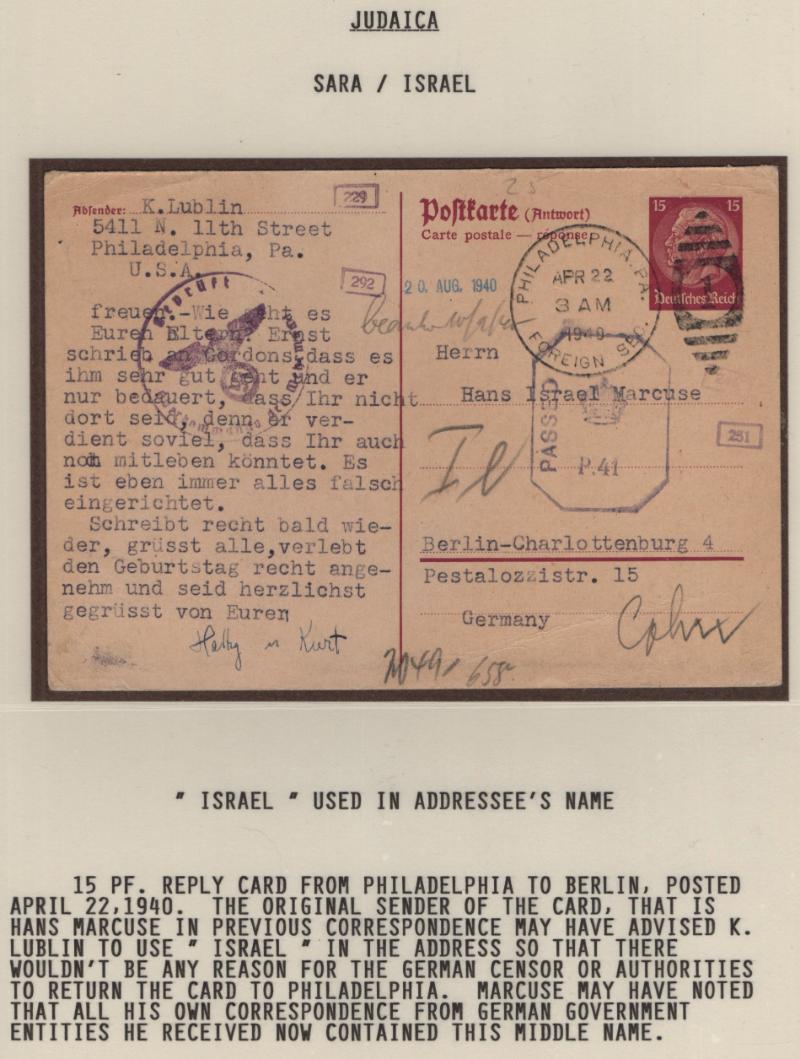 JUDAICA
SARA / ISRAEL
Absender: K.Lublin
5411 N. 11th Street
Philadelphia, Pa.
U.S.A.
229
292
Geprüft
freuen.-Wie geht es
Euren Eltern? Ernst
schrieb an Gordons,dass es
ihm sehr gut geht und er
nur bedauert, dass Ihr nicht
dort seid, denn er ver-
dient soviel, dass Ihr auch
noch mitleben könntet. Es
ist eben immer alles falsch
eingerichtet.
Schreibt recht bald wie-
der, grüsst alle,verlebt
den Geburtstag recht ange-
nehm und seid herzlichst
gegrüsst von Euren
Kurt
Postkarte (Antwort)
Carte postale — réponse
15 15
Deutsches Reich
PHILADELPHIA, PA.
APR 22
3 AM
1940
FOREIGN SEC.
20. AUG. 1940
Herrn
Hans Israel Marcuse
PASSED
P.41
251
Berlin-Charlottenburg 4
Pestalozzistr. 15
Germany
" ISRAEL " USED IN ADDRESSEE'S NAME
15 PF. REPLY CARD FROM PHILADELPHIA TO BERLIN, POSTED
APRIL 22,1940. THE ORIGINAL SENDER OF THE CARD, THAT IS
HANS MARCUSE IN PREVIOUS CORRESPONDENCE MAY HAVE ADVISED K.
LUBLIN TO USE " ISRAEL " IN THE ADDRESS SO THAT THERE
WOULDN'T BE ANY REASON FOR THE GERMAN CENSOR OR AUTHORITIES
TO RETURN THE CARD TO PHILADELPHIA. MARCUSE MAY HAVE NOTED
THAT ALL HIS OWN CORRESPONDENCE FROM GERMAN GOVERNMENT
ENTITIES HE RECEIVED NOW CONTAINED THIS MIDDLE NAME.